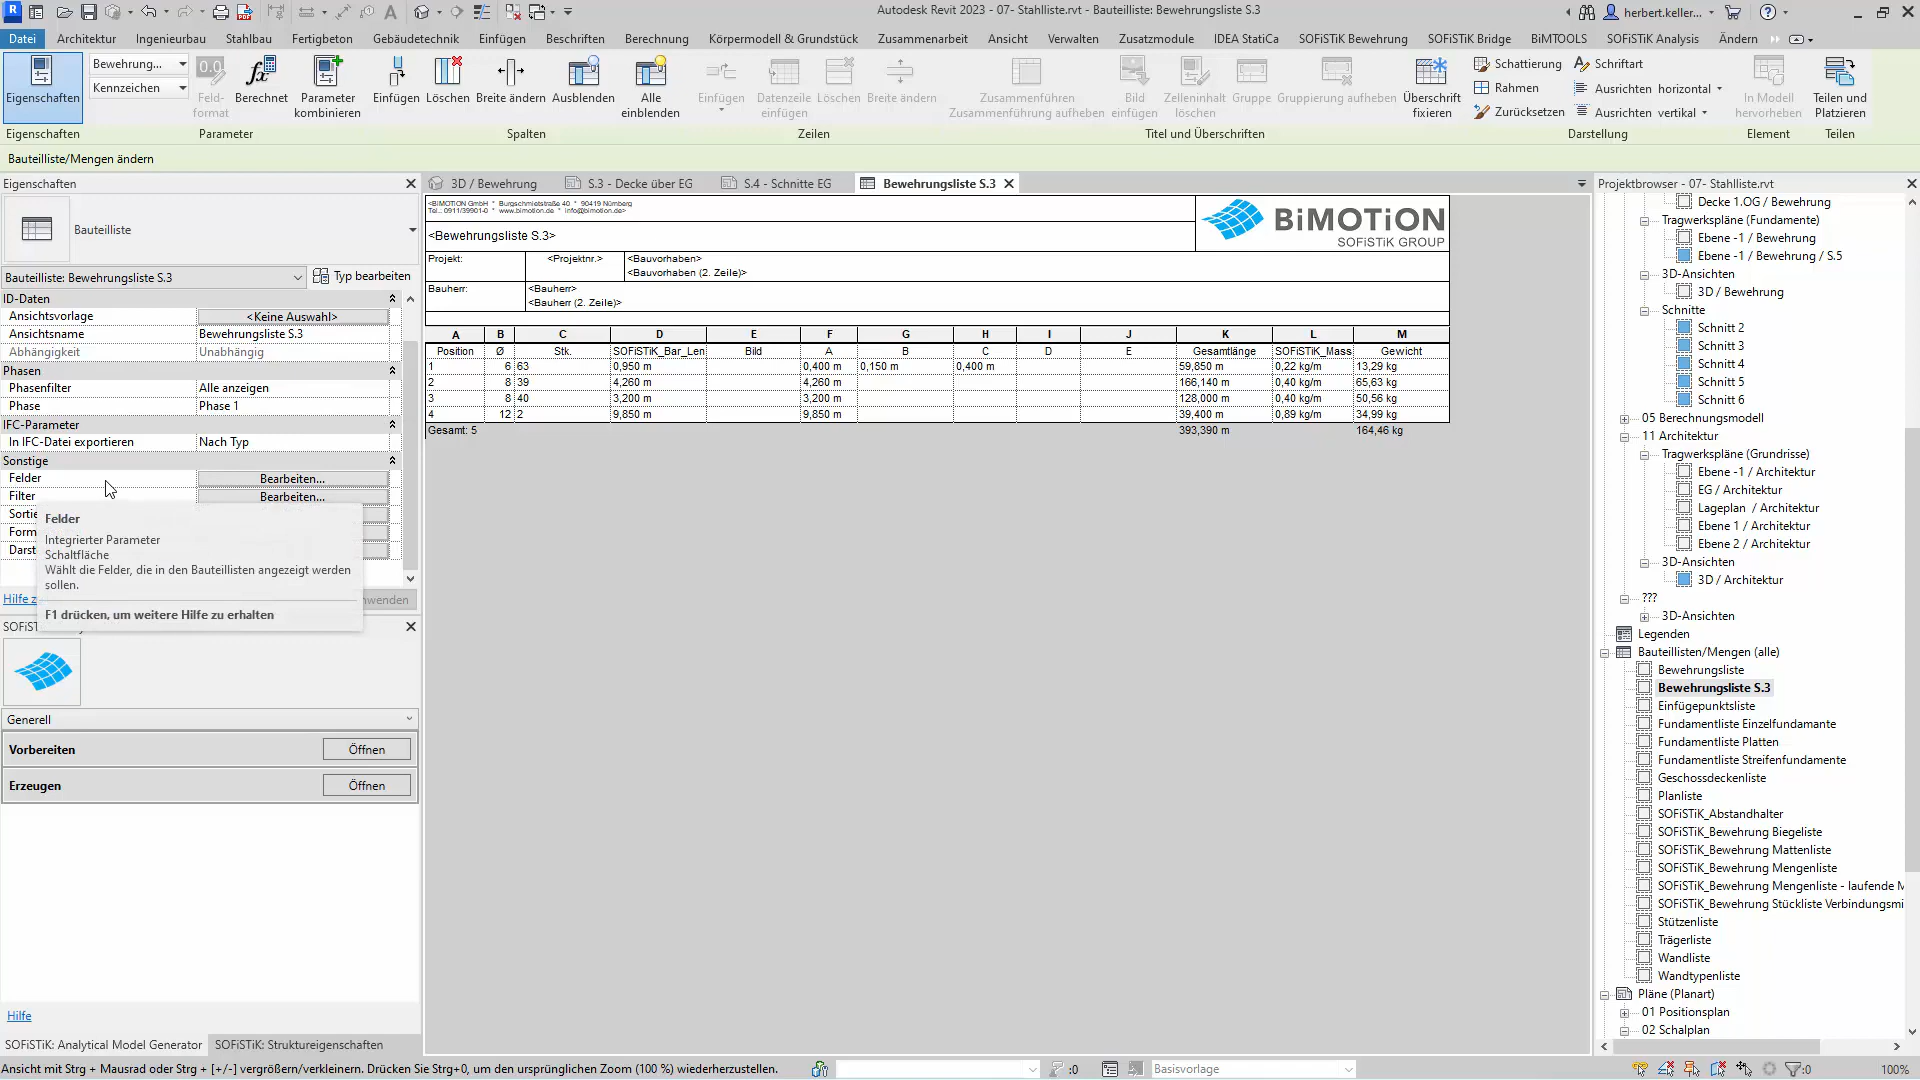 Autodesk Revit 2023 - 07- Stahlliste.rvt - Bauteilliste: Bewehrungsliste S.3
herbert.keller...
Datei Architektur Ingenieurbau Stahlbau Fertigbeton Gebäudetechnik Einfügen Beschriften Berechnung Körpermodell & Grundstück Zusammenarbeit Ansicht Verwalten Zusatzmodule IDEA StatiCa SOFiSTiK Bewehrung SOFiSTiK Bridge BiMTOOLS SOFiSTiK Analysis Ändern
Eigenschaften
Bewehrung...
Kennzeichen
Feld-
format
Berechnet
Parameter
kombinieren
Einfügen
Löschen
Breite ändern
Ausblenden
Alle
einblenden
Einfügen
Datenzeile
einfügen
Löschen
Breite ändern
Zusammenführen
Zusammenführung aufheben
Bild
einfügen
Zelleninhalt
löschen
Gruppe
Gruppierung aufheben
Überschrift
fixieren
Schattierung
Rahmen
Zurücksetzen
Schriftart
Ausrichten horizontal
Ausrichten vertikal
In Modell
hervorheben
Teilen und
Platzieren
Eigenschaften Parameter Spalten Zeilen Titel und Überschriften Darstellung Element Teilen
Bauteilliste/Mengen ändern
Eigenschaften
Bauteilliste
Bauteilliste: Bewehrungsliste S.3
Typ bearbeiten
ID-Daten
Ansichtsvorlage <Keine Auswahl>
Ansichtsname Bewehrungsliste S.3
Abhängigkeit Unabhängig
Phasen
Phasenfilter Alle anzeigen
Phase Phase 1
IFC-Parameter
In IFC-Datei exportieren Nach Typ
Sonstige
Felder Bearbeiten...
Filter Bearbeiten...
Sortie
Form
Darst
Felder
Integrierter Parameter
Schaltfläche
Wählt die Felder, die in den Bauteillisten angezeigt werden
sollen.
F1 drücken, um weitere Hilfe zu erhalten
Hilfe z
wenden
SOFiST
Generell
Vorbereiten Öffnen
Erzeugen Öffnen
Hilfe
SOFiSTiK: Analytical Model Generator SOFiSTiK: Struktureigenschaften
3D / Bewehrung S.3 - Decke über EG S.4 - Schnitte EG Bewehrungsliste S.3
<BiMOTION GmbH * Burgschmietstraße 40 * 90419 Nürnberg
Tel.: 0911/39901-0 * www.bimotion.de * info@bimotion.de>
<Bewehrungsliste S.3>
BiMOTiON
SOFiSTiK GROUP
Projekt: <Projektnr.> <Bauvorhaben>
<Bauvorhaben (2. Zeile)>
Bauherr: <Bauherr>
<Bauherr (2. Zeile)>
A B C D E F G H I J K L M
Position Ø Stk. SOFiSTiK_Bar_Len Bild A B C D E Gesamtlänge SOFiSTiK_Mass Gewicht
1 6 63 0,950 m 0,400 m 0,150 m 0,400 m 59,850 m 0,22 kg/m 13,29 kg
2 8 39 4,260 m 4,260 m 166,140 m 0,40 kg/m 65,63 kg
3 8 40 3,200 m 3,200 m 128,000 m 0,40 kg/m 50,56 kg
4 12 2 9,850 m 9,850 m 39,400 m 0,89 kg/m 34,99 kg
Gesamt: 5 393,390 m 164,46 kg
Projektbrowser - 07- Stahlliste.rvt
Decke 1.OG / Bewehrung
Tragwerkspläne (Fundamente)
Ebene -1 / Bewehrung
Ebene -1 / Bewehrung / S.5
3D-Ansichten
3D / Bewehrung
Schnitte
Schnitt 2
Schnitt 3
Schnitt 4
Schnitt 5
Schnitt 6
05 Berechnungsmodell
11 Architektur
Tragwerkspläne (Grundrisse)
Ebene -1 / Architektur
EG / Architektur
Lageplan / Architektur
Ebene 1 / Architektur
Ebene 2 / Architektur
3D-Ansichten
3D / Architektur
???
3D-Ansichten
Legenden
Bauteillisten/Mengen (alle)
Bewehrungsliste
Bewehrungsliste S.3
Einfügepunktsliste
Fundamentliste Einzelfundamante
Fundamentliste Platten
Fundamentliste Streifenfundamente
Geschossdeckenliste
Planliste
SOFiSTiK_Abstandhalter
SOFiSTiK_Bewehrung Biegeliste
SOFiSTiK_Bewehrung Mattenliste
SOFiSTiK_Bewehrung Mengenliste
SOFiSTiK_Bewehrung Mengenliste - laufende M
SOFiSTiK_Bewehrung Stückliste Verbindungsmi
Stützenliste
Trägerliste
Wandliste
Wandtypenliste
Pläne (Planart)
01 Positionsplan
02 Schalplan
Ansicht mit Strg + Mausrad oder Strg + [+/-] vergrößern/verkleinern. Drücken Sie Strg+0, um den ursprünglichen Zoom (100 %) wiederherzustellen.
:0
Basisvorlage
:0
100%